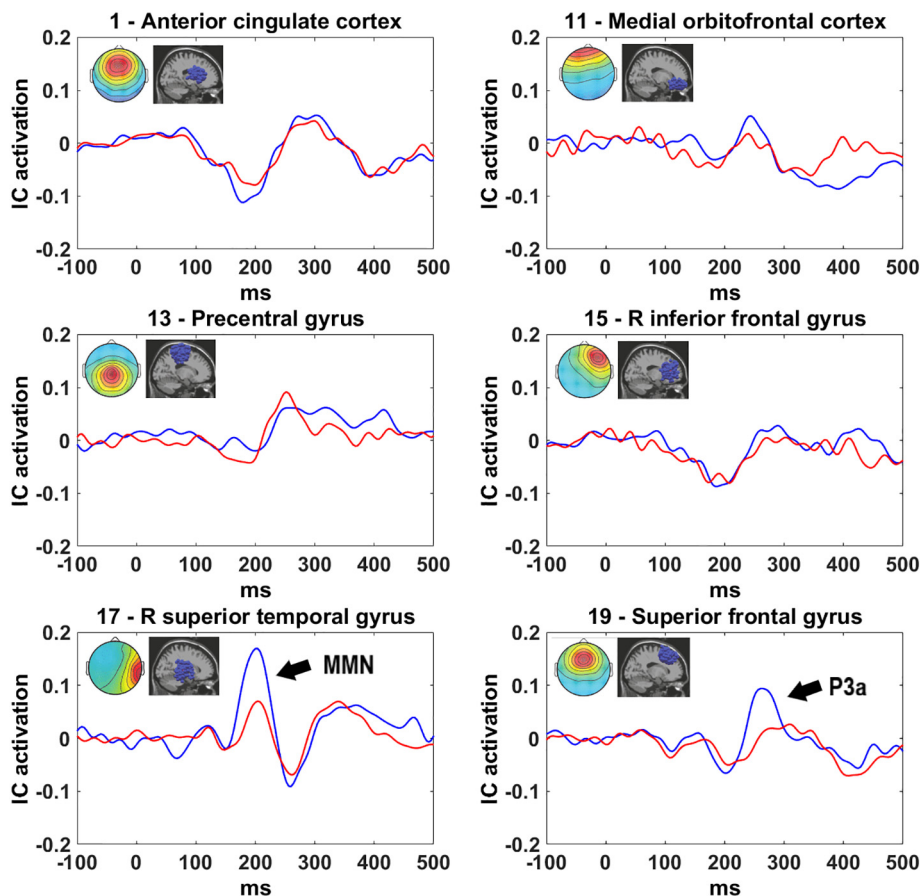 1 - Anterior cingulate cortex
0.2
0.1
0
-0.1
-0.2
IC activation
-100 0 100 200 300 400 500
ms
11 - Medial orbitofrontal cortex
0.2
0.1
0
-0.1
-0.2
IC activation
-100 0 100 200 300 400 500
ms
13 - Precentral gyrus
0.2
0.1
0
-0.1
-0.2
IC activation
-100 0 100 200 300 400 500
ms
15 - R inferior frontal gyrus
0.2
0.1
0
-0.1
-0.2
IC activation
-100 0 100 200 300 400 500
ms
17 - R superior temporal gyrus
0.2
0.1
0
-0.1
-0.2
IC activation
MMN
-100 0 100 200 300 400 500
ms
19 - Superior frontal gyrus
0.2
0.1
0
-0.1
-0.2
IC activation
P3a
-100 0 100 200 300 400 500
ms